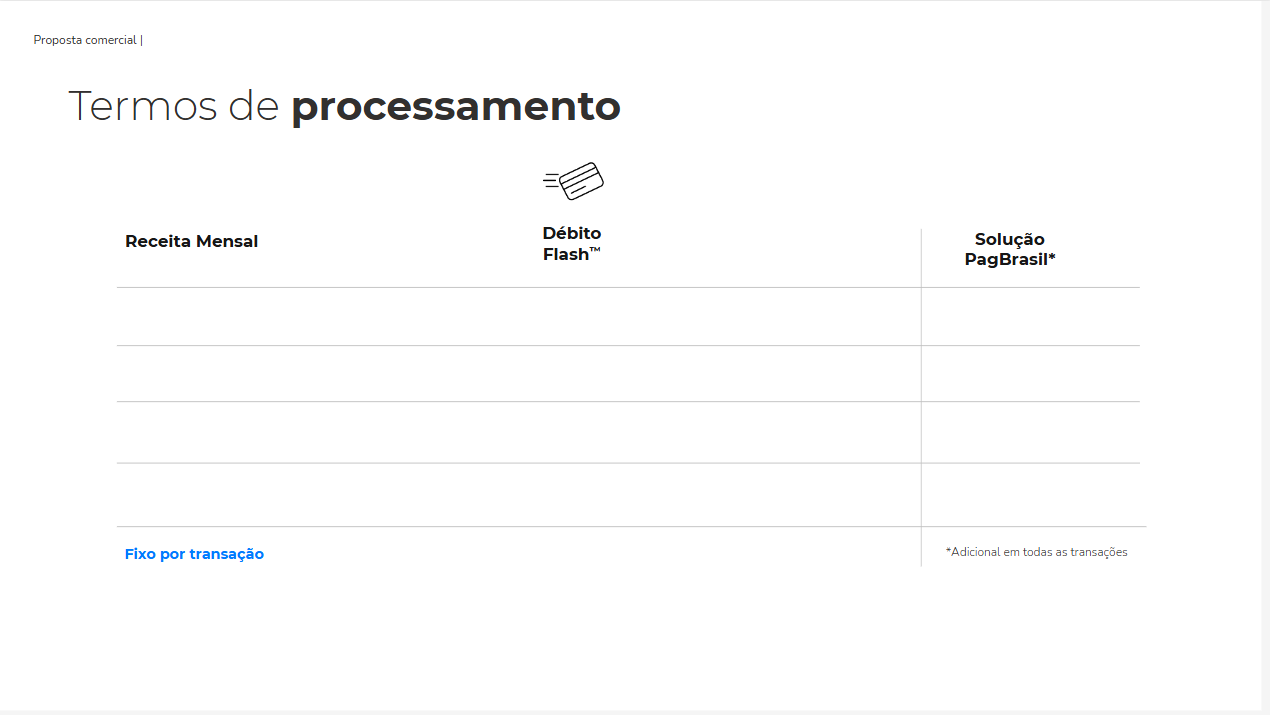 Proposta comercial |
Termos de processamento
Receita Mensal
Débito
Flash™
Solução
PagBrasil*
Fixo por transação
*Adicional em todas as transações